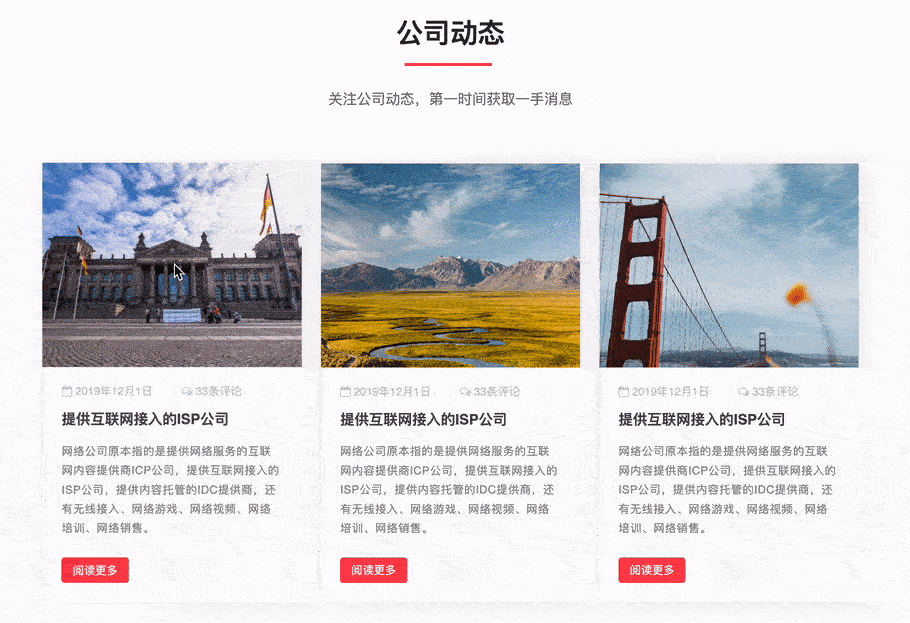 公司动态
关注公司动态，第一时间获取一手消息
2019年12月1日 33条评论
提供互联网接入的ISP公司
网络公司原本指的是提供网络服务的互联
网内容提供商ICP公司，提供互联网接入的
ISP公司，提供内容托管的IDC提供商，还
有无线接入、网络游戏、网络视频、网络
培训、网络销售。
阅读更多
2019年12月1日 33条评论
提供互联网接入的ISP公司
网络公司原本指的是提供网络服务的互联
网内容提供商ICP公司，提供互联网接入的
ISP公司，提供内容托管的IDC提供商，还
有无线接入、网络游戏、网络视频、网络
培训、网络销售。
阅读更多
2019年12月1日 33条评论
提供互联网接入的ISP公司
网络公司原本指的是提供网络服务的互联
网内容提供商ICP公司，提供互联网接入的
ISP公司，提供内容托管的IDC提供商，还
有无线接入、网络游戏、网络视频、网络
培训、网络销售。
阅读更多